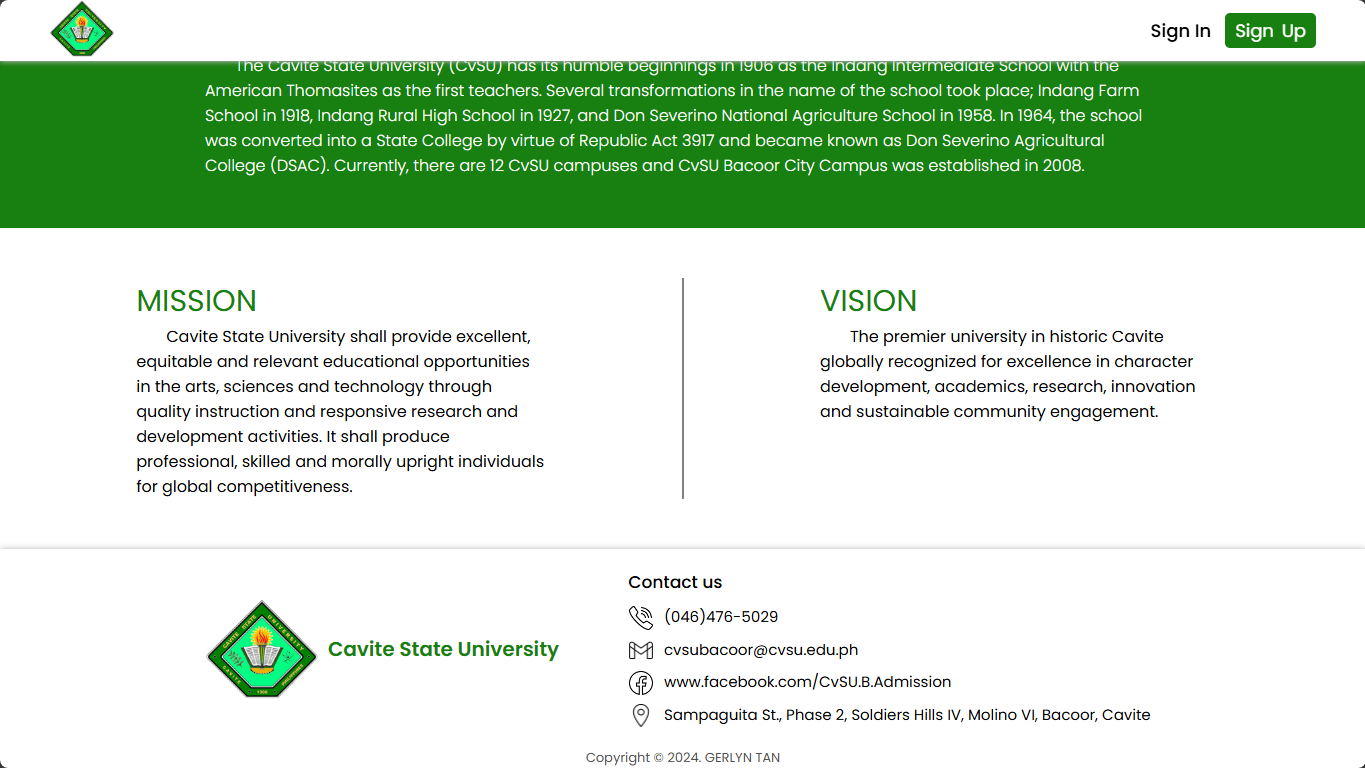 Sign In
Sign Up
The Cavite State University (CvSU) has its humble beginnings in 1906 as the Indang Intermediate School with the
American Thomasites as the first teachers. Several transformations in the name of the school took place; Indang Farm
School in 1918, Indang Rural High School in 1927, and Don Severino National Agriculture School in 1958. In 1964, the school
was converted into a State College by virtue of Republic Act 3917 and became known as Don Severino Agricultural
College (DSAC). Currently, there are 12 CvSU campuses and CvSU Bacoor City Campus was established in 2008.
MISSION
Cavite State University shall provide excellent,
equitable and relevant educational opportunities
in the arts, sciences and technology through
quality instruction and responsive research and
development activities. It shall produce
professional, skilled and morally upright individuals
for global competitiveness.
VISION
The premier university in historic Cavite
globally recognized for excellence in character
development, academics, research, innovation
and sustainable community engagement.
CAVITE STATE UNIVERSITY
CAVITE PHILIPPINES
1906
Cavite State University
Contact us
(046)476-5029
cvsubacoor@cvsu.edu.ph
www.facebook.com/CvSU.B.Admission
Sampaguita St., Phase 2, Soldiers Hills IV, Molino VI, Bacoor, Cavite
Copyright © 2024. GERLYN TAN